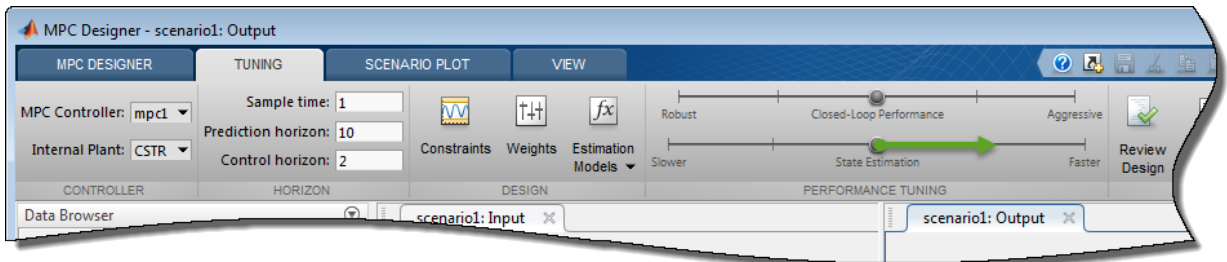 MPC Designer - scenario1: Output
MPC DESIGNER
TUNING
SCENARIO PLOT
VIEW
MPC Controller: mpc1
Internal Plant: CSTR
CONTROLLER
Sample time: 1
Prediction horizon: 10
Control horizon: 2
HORIZON
Constraints
Weights
fx
Estimation
Models
DESIGN
Robust
Closed-Loop Performance
Aggressive
Slower
State Estimation
Faster
PERFORMANCE TUNING
Review
Design
Data Browser
scenario1: Input
scenario1: Output